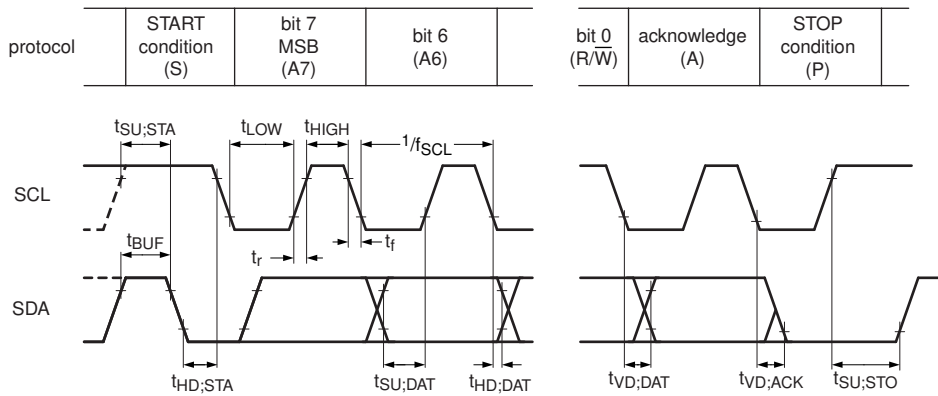 protocol
START
condition
(S)
bit 7
MSB
(A7)
bit 6
(A6)
bit 0
(R/W̅)
acknowledge
(A)
STOP
condition
(P)
tSU;STA
tLOW
tHIGH
1/fSCL
SCL
tBUF
tr
tf
SDA
tHD;STA
tSU;DAT
tHD;DAT
tVD;DAT
tVD;ACK
tSU;STO